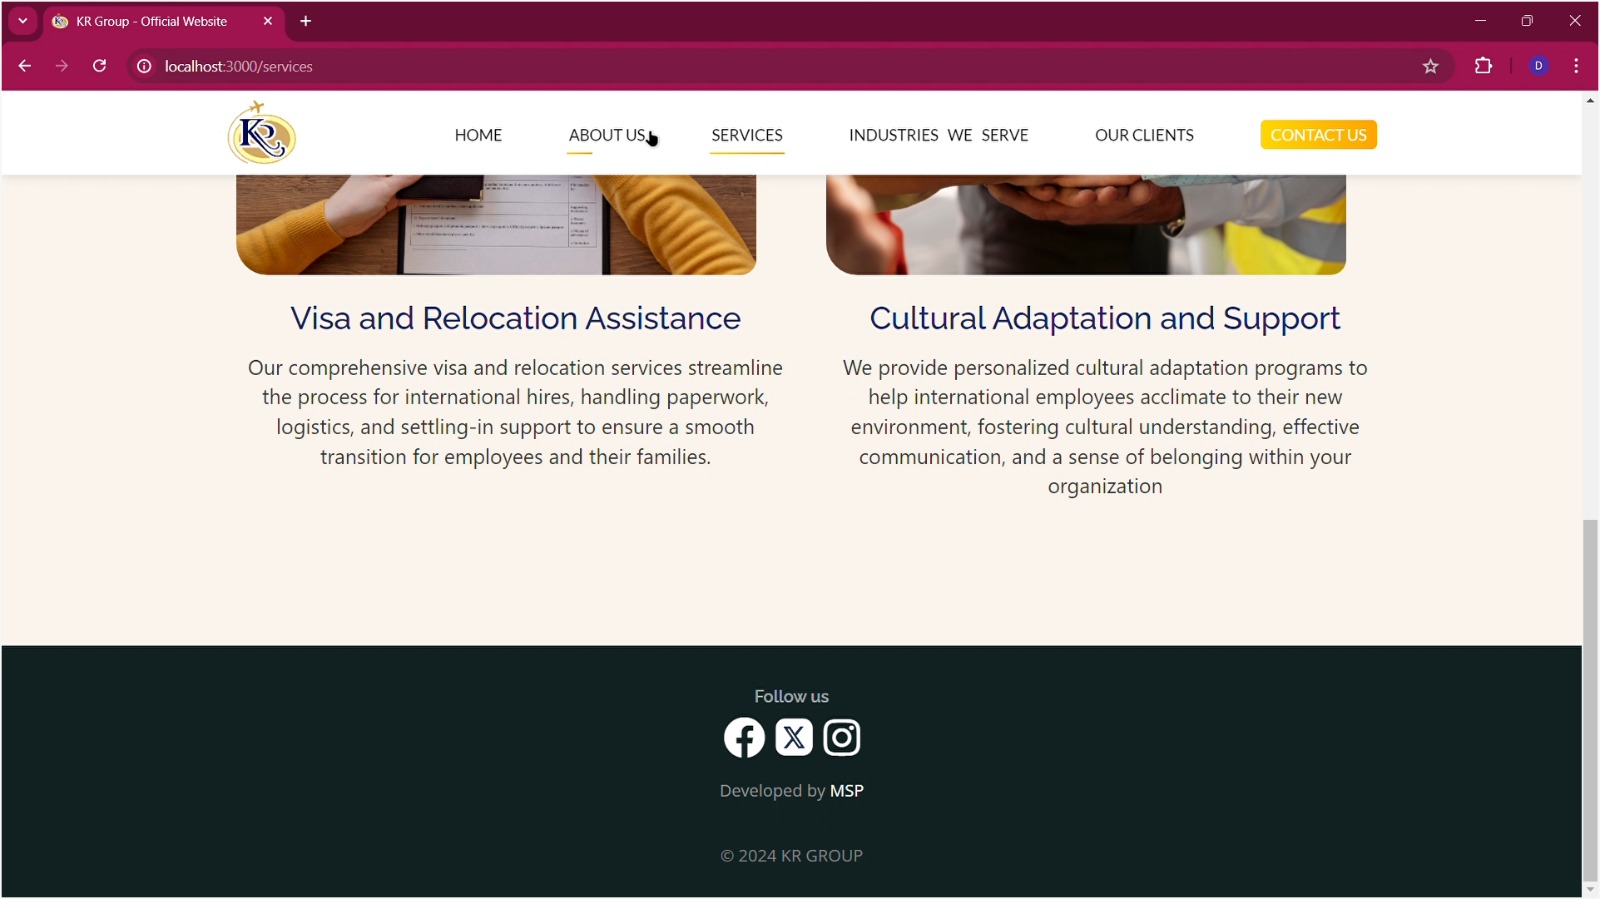 KR Group - Official Website
localhost:3000/services
D
KR
HOME ABOUT US SERVICES INDUSTRIES WE SERVE OUR CLIENTS CONTACT US
Visa and Relocation Assistance
Our comprehensive visa and relocation services streamline
the process for international hires, handling paperwork,
logistics, and settling-in support to ensure a smooth
transition for employees and their families.
Cultural Adaptation and Support
We provide personalized cultural adaptation programs to
help international employees acclimate to their new
environment, fostering cultural understanding, effective
communication, and a sense of belonging within your
organization
Follow us
Developed by MSP
© 2024 KR GROUP